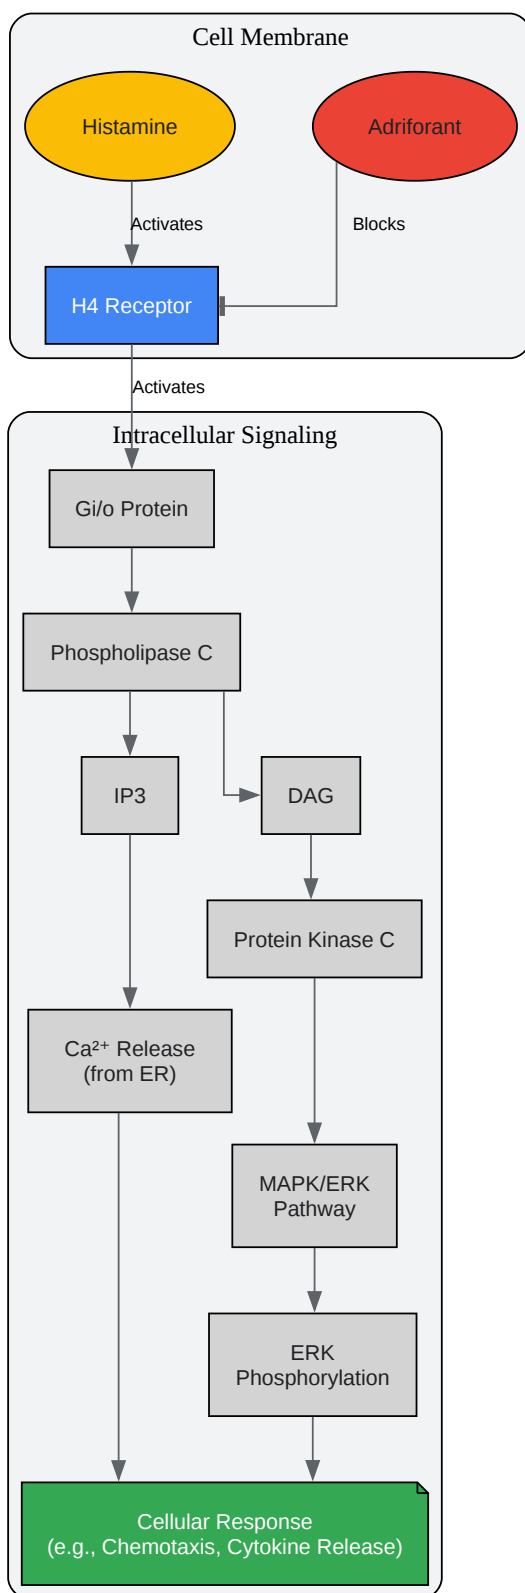 Cell Membrane
Histamine
Adriforant
Activates
Blocks
H4 Receptor
Activates
Intracellular Signaling
Gi/o Protein
Phospholipase C
IP3
DAG
Protein Kinase C
Ca²⁺ Release
(from ER)
MAPK/ERK
Pathway
ERK
Phosphorylation
Cellular Response
(e.g., Chemotaxis, Cytokine Release)